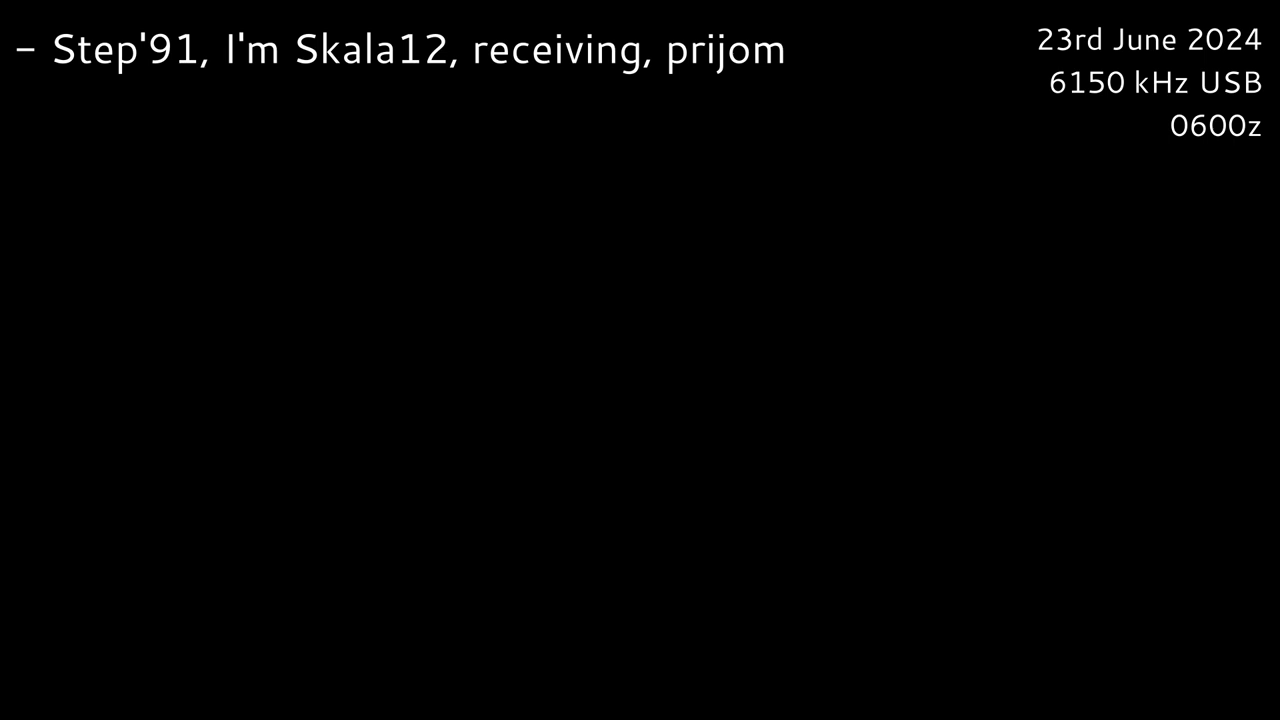 - Step'91, I'm Skala12, receiving, prijom
23rd June 2024
6150 kHz USB
0600z